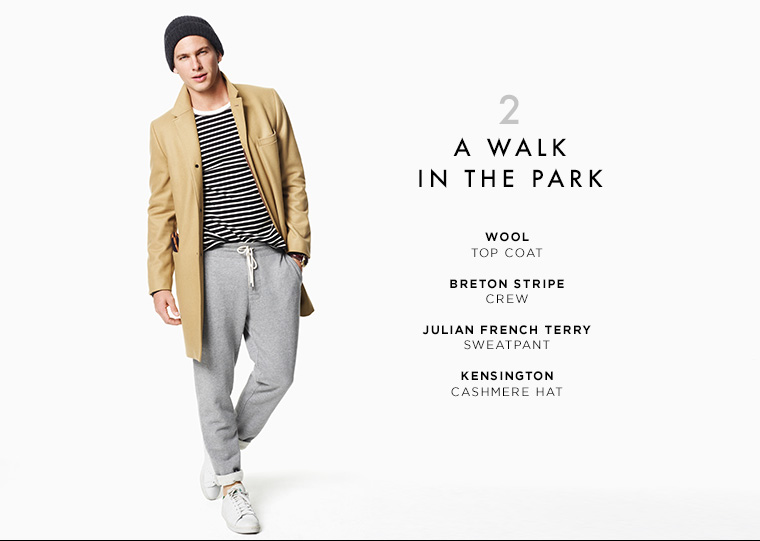 2
A WALK
IN THE PARK
WOOL
TOP COAT
BRETON STRIPE
CREW
JULIAN FRENCH TERRY
SWEATPANT
KENSINGTON
CASHMERE HAT